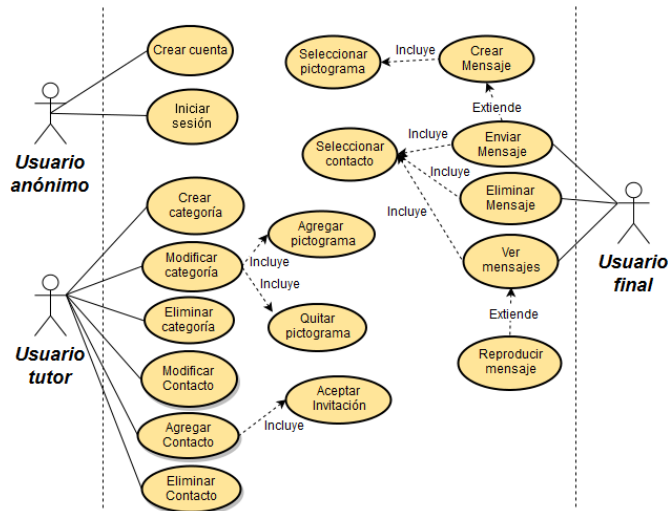 Crear cuenta
Iniciar
sesión
Usuario
anónimo
Crear
categoría
Modificar
categoría
Eliminar
categoría
Modificar
Contacto
Agregar
Contacto
Eliminar
Contacto
Usuario
tutor
Incluye
Agregar
pictograma
Incluye
Quitar
pictograma
Incluye
Aceptar
Invitación
Seleccionar
pictograma
Incluye
Crear
Mensaje
Extiende
Seleccionar
contacto
Incluye
Enviar
Mensaje
Incluye
Eliminar
Mensaje
Incluye
Ver
mensajes
Extiende
Reproducir
mensaje
Usuario
final